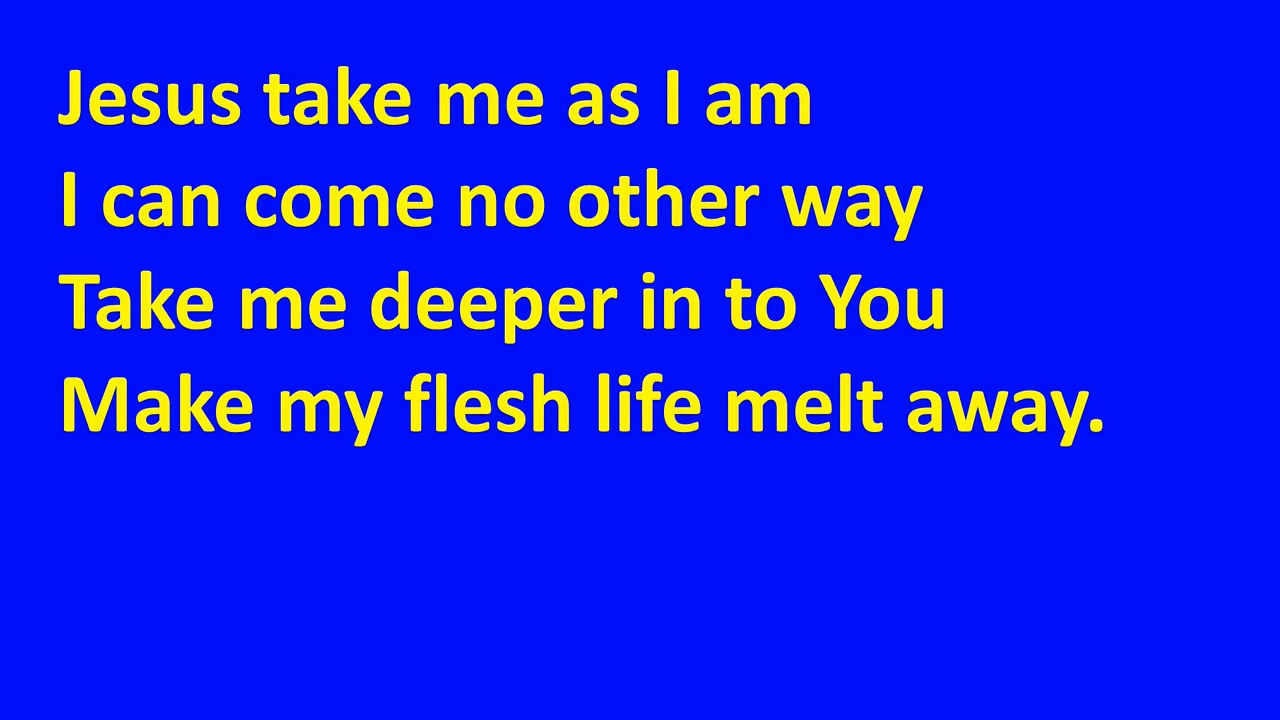 Jesus take me as I am
I can come no other way
Take me deeper in to You
Make my flesh life melt away.